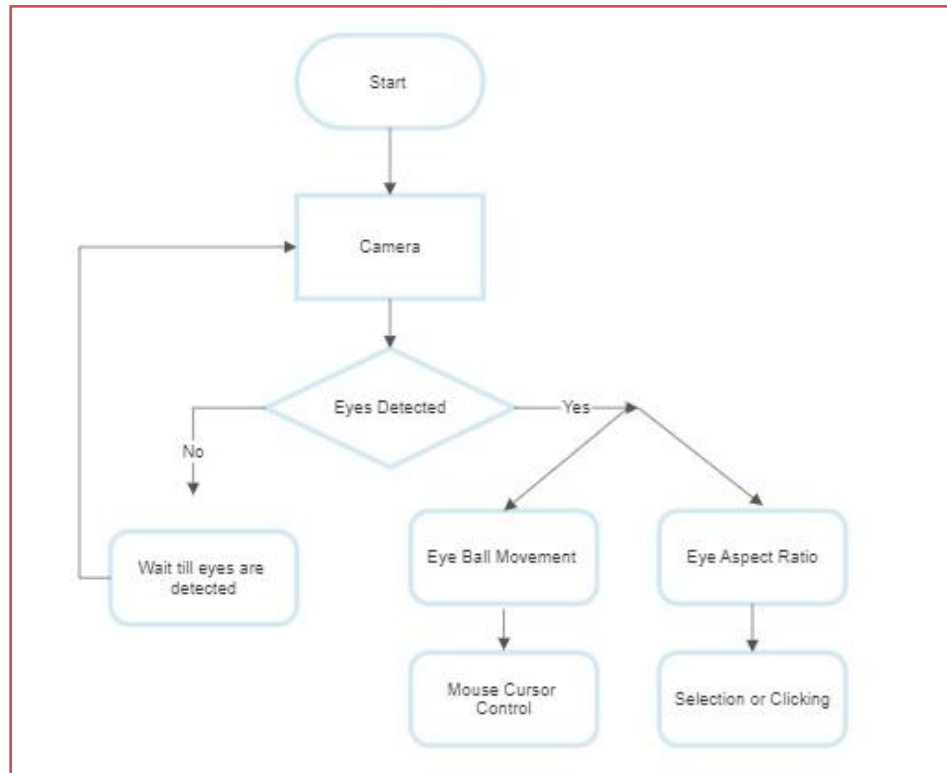 Start
Camera
Eyes Detected
Yes
No
Wait till eyes are
detected
Eye Ball Movement
Eye Aspect Ratio
Mouse Cursor
Control
Selection or Clicking